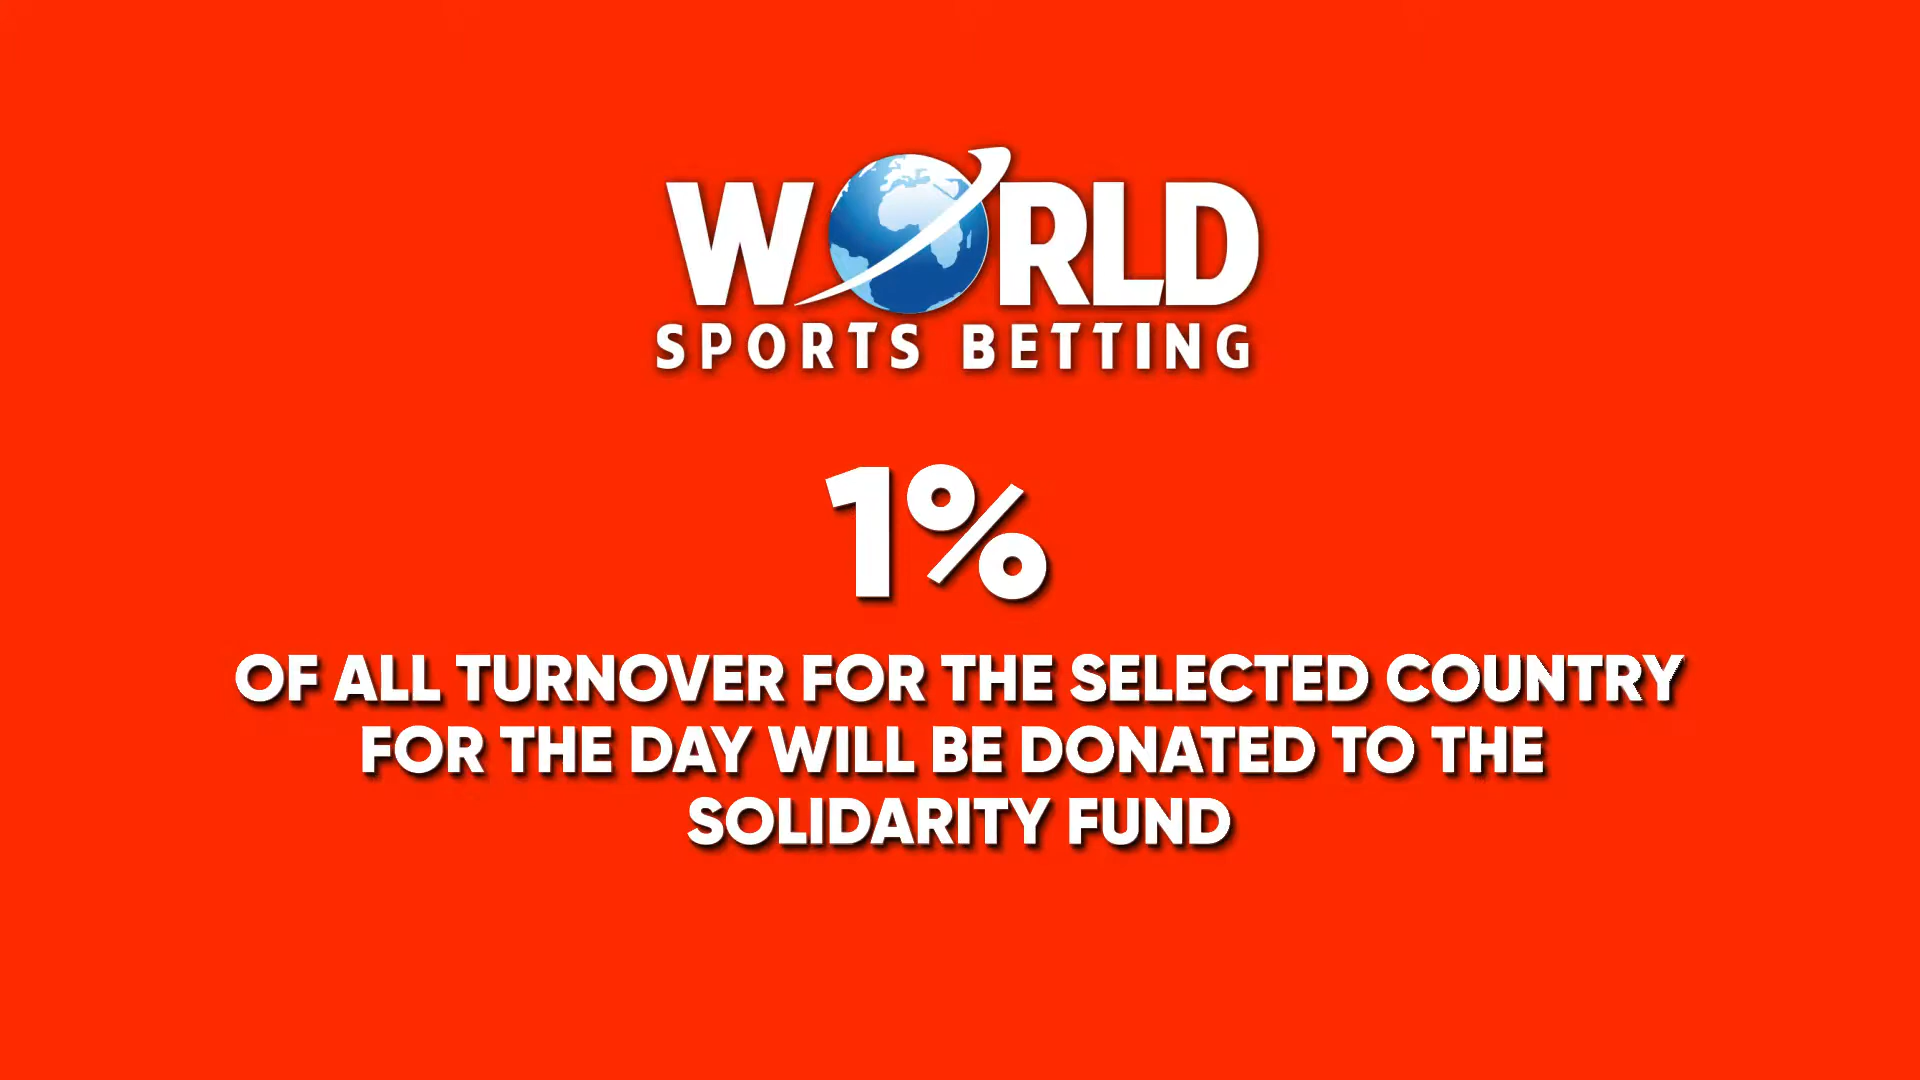 WORLD
SPORTS BETTING
1%
OF ALL TURNOVER FOR THE SELECTED COUNTRY
FOR THE DAY WILL BE DONATED TO THE
SOLIDARITY FUND